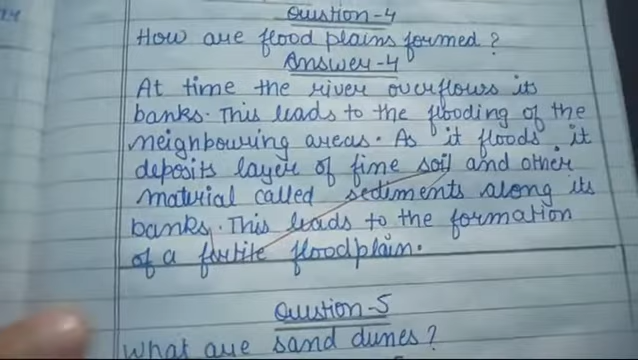 Question-4
How are flood plains formed?
Answer-4
At time the river overflows its
banks. This leads to the flooding of the
neighbouring areas. As it floods, it
deposits layer of fine soil and other
material called sediments along its
banks. This leads to the formation
of a fertile floodplain.
Question-5
What are sand dunes?